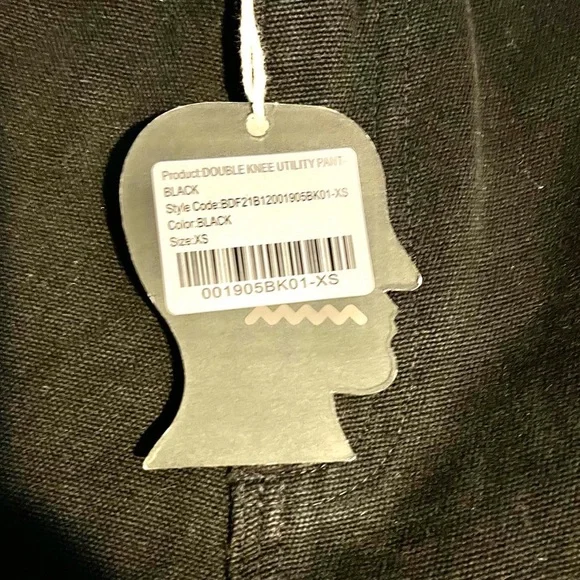 Product:DOUBLE KNEE UTILITY PANT-
BLACK
Style Code:BDF21B12001905BK01-XS
Color:BLACK
Size:XS
001905BK01-XS